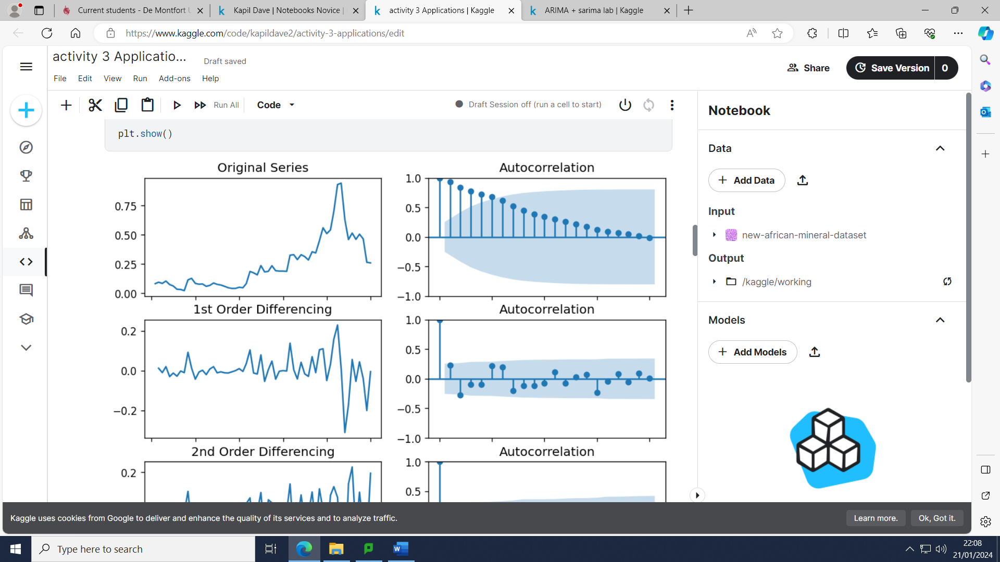 Current students - De Montfort U
Kapil Dave | Notebooks Novice |
activity 3 Applications | Kaggle
ARIMA + sarima lab | Kaggle
https://www.kaggle.com/code/kapildave2/activity-3-applications/edit
activity 3 Applicatio...
Draft saved
Share
Save Version
0
File Edit View Run Add-ons Help
Run All
Code
Draft Session off (run a cell to start)
plt.show()
Original Series
0.75
0.50
0.25
0.00
Autocorrelation
1.0
0.5
0.0
−0.5
−1.0
1st Order Differencing
0.2
0.0
−0.2
Autocorrelation
1.0
0.5
0.0
−0.5
−1.0
2nd Order Differencing
0.2
Autocorrelation
1.0
0.5
Notebook
Data
Add Data
Input
new-african-mineral-dataset
Output
/kaggle/working
Models
Add Models
Kaggle uses cookies from Google to deliver and enhance the quality of its services and to analyze traffic.
Learn more.
Ok, Got it.
Type here to search
22:08
21/01/2024